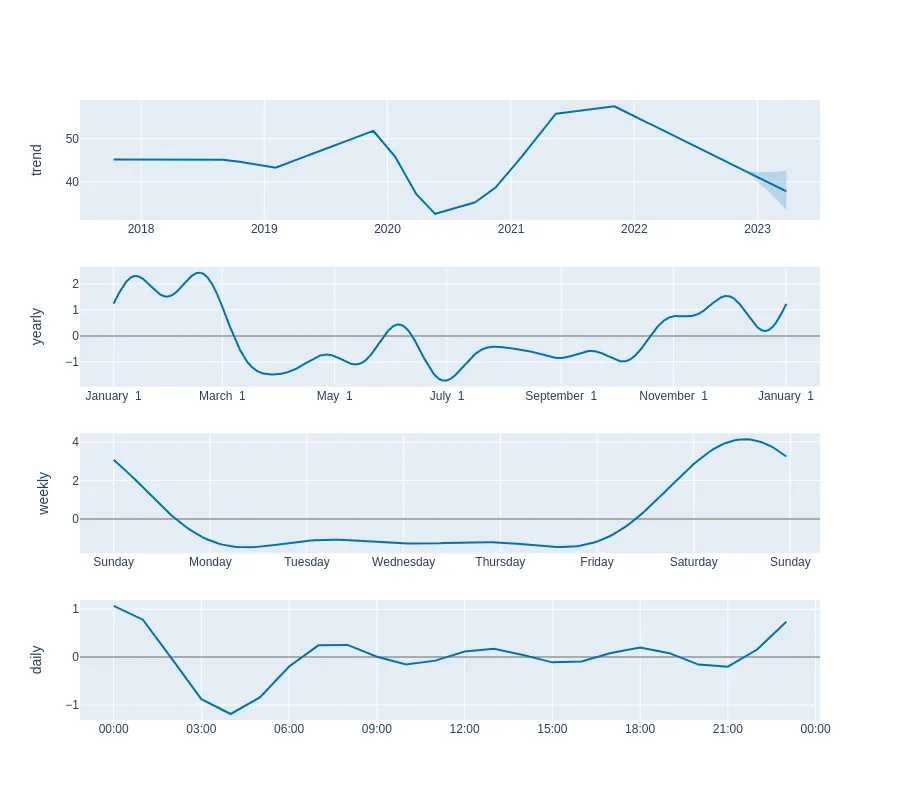 trend
50
40
2018 2019 2020 2021 2022 2023
yearly
2
1
0
−1
January 1 March 1 May 1 July 1 September 1 November 1 January 1
weekly
4
2
0
Sunday Monday Tuesday Wednesday Thursday Friday Saturday Sunday
daily
1
0
−1
00:00 03:00 06:00 09:00 12:00 15:00 18:00 21:00 00:00